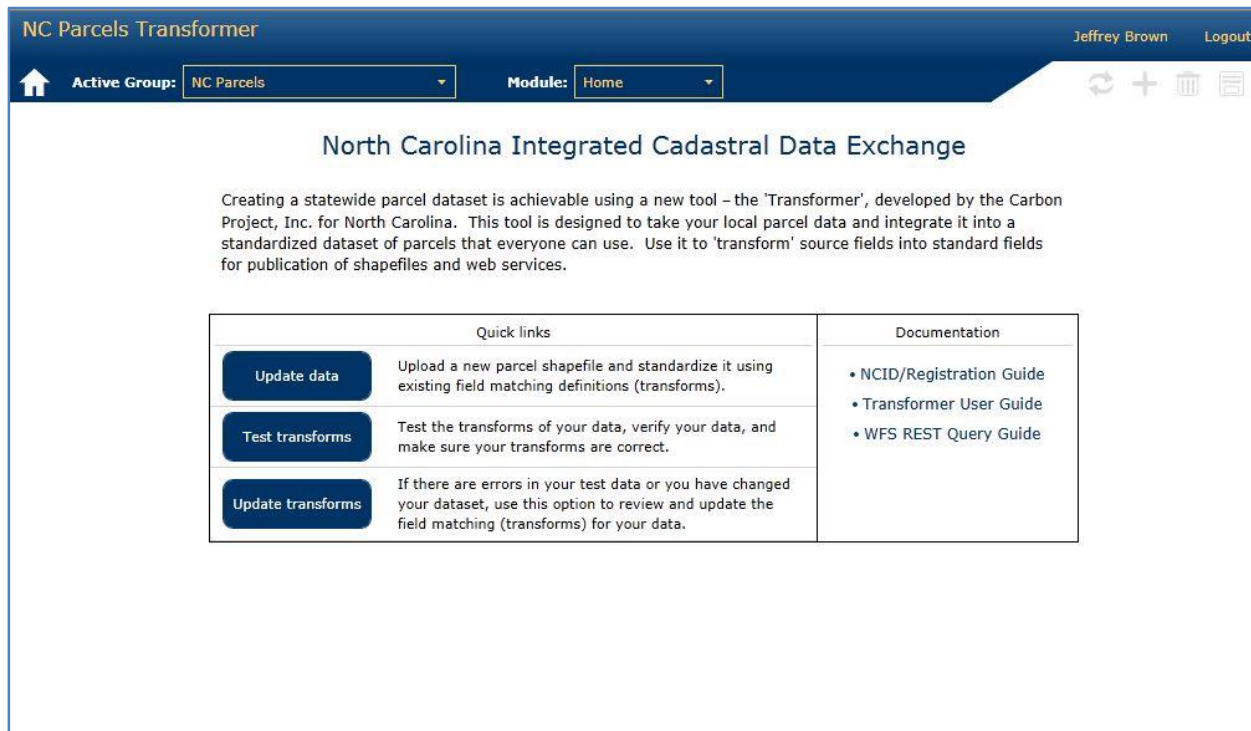 NC Parcels Transformer
Jeffrey Brown Logout
Active Group: NC Parcels Module: Home
North Carolina Integrated Cadastral Data Exchange
Creating a statewide parcel dataset is achievable using a new tool – the 'Transformer', developed by the Carbon
Project, Inc. for North Carolina. This tool is designed to take your local parcel data and integrate it into a
standardized dataset of parcels that everyone can use. Use it to 'transform' source fields into standard fields
for publication of shapefiles and web services.
Quick links
Update data
Upload a new parcel shapefile and standardize it using
existing field matching definitions (transforms).
Test transforms
Test the transforms of your data, verify your data, and
make sure your transforms are correct.
Update transforms
If there are errors in your test data or you have changed
your dataset, use this option to review and update the
field matching (transforms) for your data.
Documentation
• NCID/Registration Guide
• Transformer User Guide
• WFS REST Query Guide